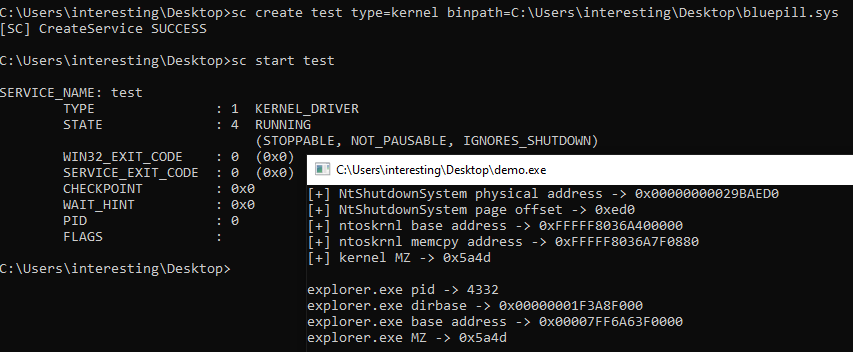 C:\Users\interesting\Desktop>sc create test type=kernel binpath=C:\Users\interesting\Desktop\bluepill.sys
[SC] CreateService SUCCESS
C:\Users\interesting\Desktop>sc start test
SERVICE_NAME: test
TYPE : 1 KERNEL_DRIVER
STATE : 4 RUNNING
(STOPPABLE, NOT_PAUSABLE, IGNORES_SHUTDOWN)
WIN32_EXIT_CODE : 0 (0x0)
SERVICE_EXIT_CODE : 0 (0x0)
CHECKPOINT : 0x0
WAIT_HINT : 0x0
PID : 0
FLAGS :
C:\Users\interesting\Desktop>
C:\Users\interesting\Desktop\demo.exe
[+] NtShutdownSystem physical address -> 0x00000000029BAED0
[+] NtShutdownSystem page offset -> 0xed0
[+] ntoskrnl base address -> 0xFFFFF8036A400000
[+] ntoskrnl memcpy address -> 0xFFFFF8036A7F0880
[+] kernel MZ -> 0x5a4d
explorer.exe pid -> 4332
explorer.exe dirbase -> 0x00000001F3A8F000
explorer.exe base address -> 0x00007FF6A63F0000
explorer.exe MZ -> 0x5a4d